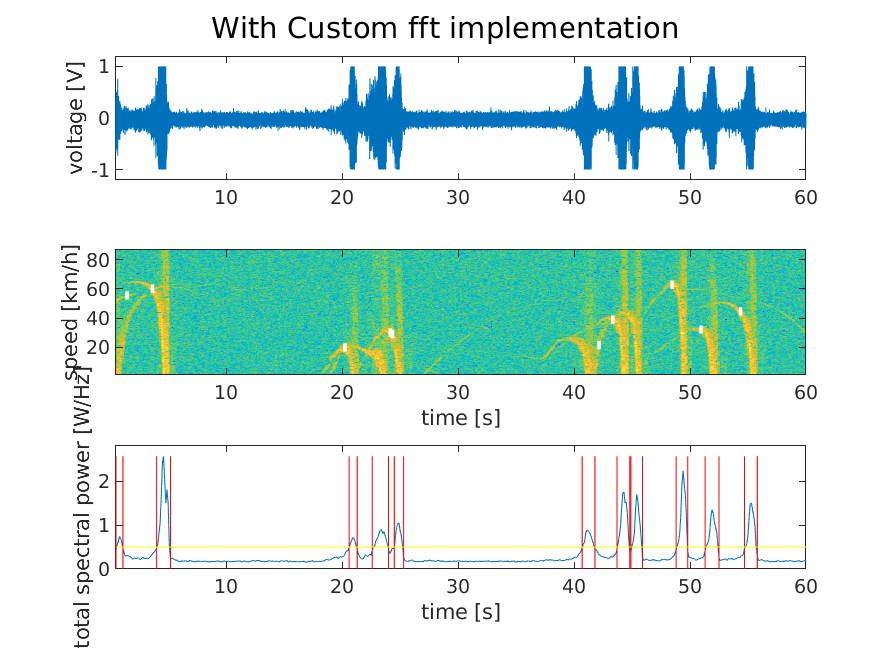 With Custom fft implementation
voltage [V]
1
0
-1
10 20 30 40 50 60
speed [km/h]
80
60
40
20
10 20 30 40 50 60
time [s]
total spectral power [W/Hz]
2
1
0
10 20 30 40 50 60
time [s]